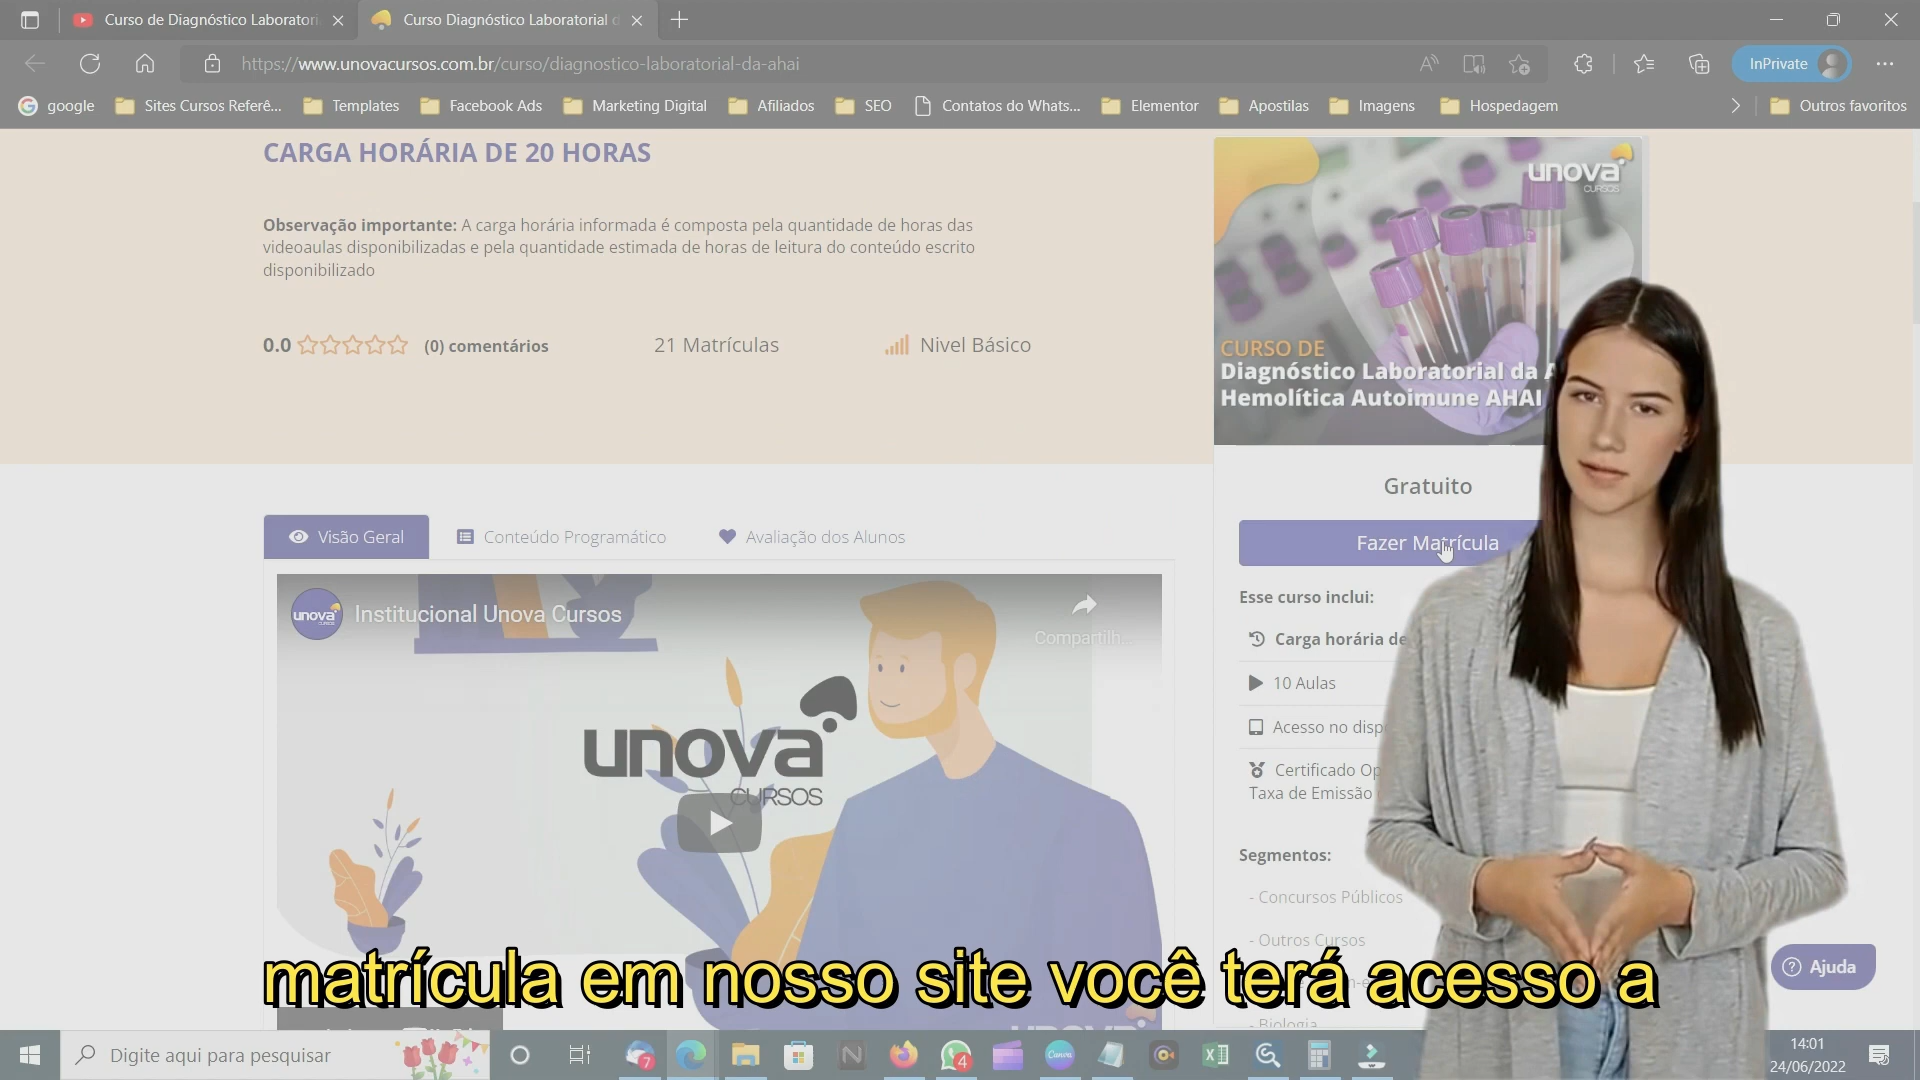 Curso de Diagnóstico Laboratori
Curso Diagnóstico Laboratorial d
https://www.unovacursos.com.br/curso/diagnostico-laboratorial-da-ahai
InPrivate
google
Sites Cursos Referê...
Templates
Facebook Ads
Marketing Digital
Afiliados
SEO
Contatos do Whats...
Elementor
Apostilas
Imagens
Hospedagem
Outros favoritos
CARGA HORÁRIA DE 20 HORAS
Observação importante: A carga horária informada é composta pela quantidade de horas das
videoaulas disponibilizadas e pela quantidade estimada de horas de leitura do conteúdo escrito
disponibilizado
0.0 (0) comentários
21 Matrículas
Nivel Básico
unova
CURSOS
CURSO DE
Diagnóstico Laboratorial da A
Hemolítica Autoimune AHAI
Gratuito
Fazer Matrícula
Esse curso inclui:
Carga horária de
10 Aulas
Acesso no disp
Certificado Op
Taxa de Emissão
Segmentos:
- Concursos Públicos
- Outros Cursos
- Biologia
Visão Geral
Conteúdo Programático
Avaliação dos Alunos
unova
Institucional Unova Cursos
Compartilh...
unova
CURSOS
matrícula em nosso site você terá acesso a
Ajuda
Digite aqui para pesquisar
7
4
Canva
14:01
24/06/2022